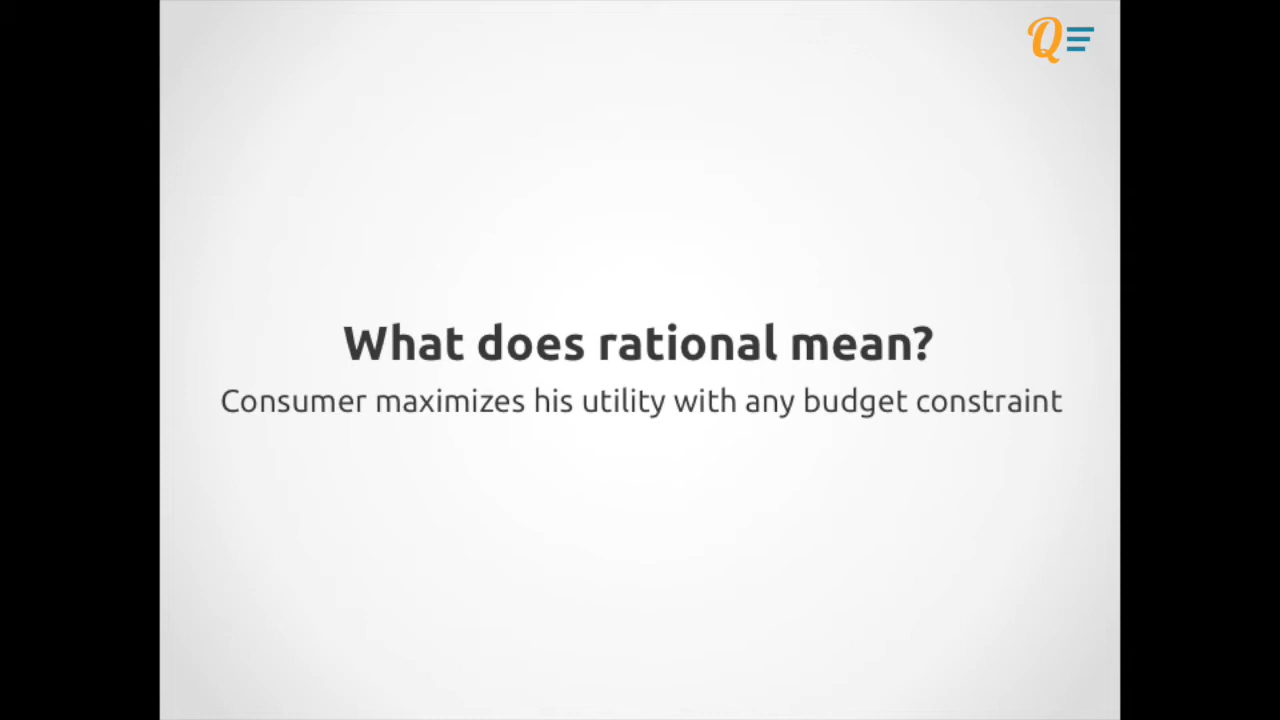 Q
What does rational mean?
Consumer maximizes his utility with any budget constraint